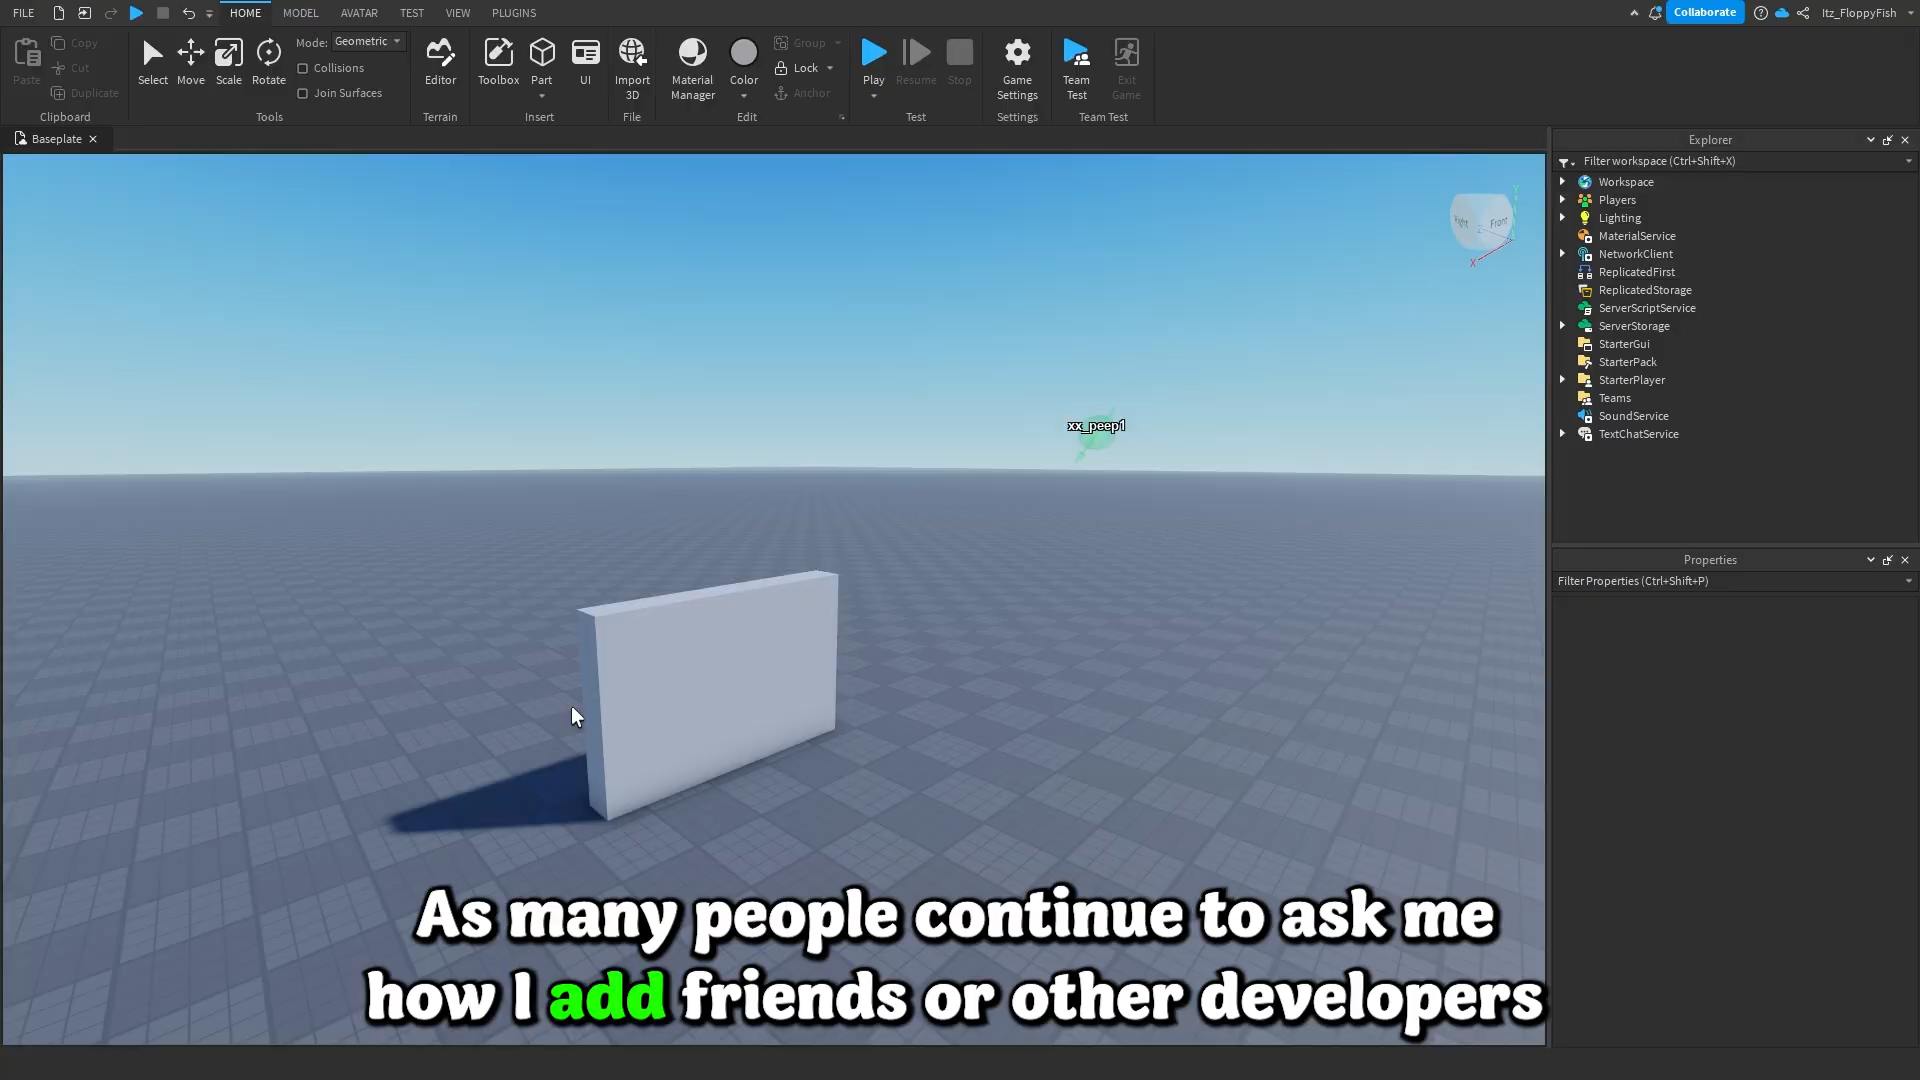 FILE
HOME
MODEL
AVATAR
TEST
VIEW
PLUGINS
Collaborate
Itz_FloppyFish
Paste
Copy
Cut
Duplicate
Clipboard
Select
Move
Scale
Rotate
Mode: Geometric
Collisions
Join Surfaces
Tools
Editor
Terrain
Toolbox
Part
UI
Insert
Import
3D
File
Material
Manager
Color
Group
Lock
Anchor
Edit
Play
Resume
Stop
Test
Game
Settings
Settings
Team
Test
Exit
Game
Team Test
Baseplate
Right
Front
Y
Z
X
xx_peep1
As many people continue to ask me
how I add friends or other developers
Explorer
Filter workspace (Ctrl+Shift+X)
Workspace
Players
Lighting
MaterialService
NetworkClient
ReplicatedFirst
ReplicatedStorage
ServerScriptService
ServerStorage
StarterGui
StarterPack
StarterPlayer
Teams
SoundService
TextChatService
Properties
Filter Properties (Ctrl+Shift+P)